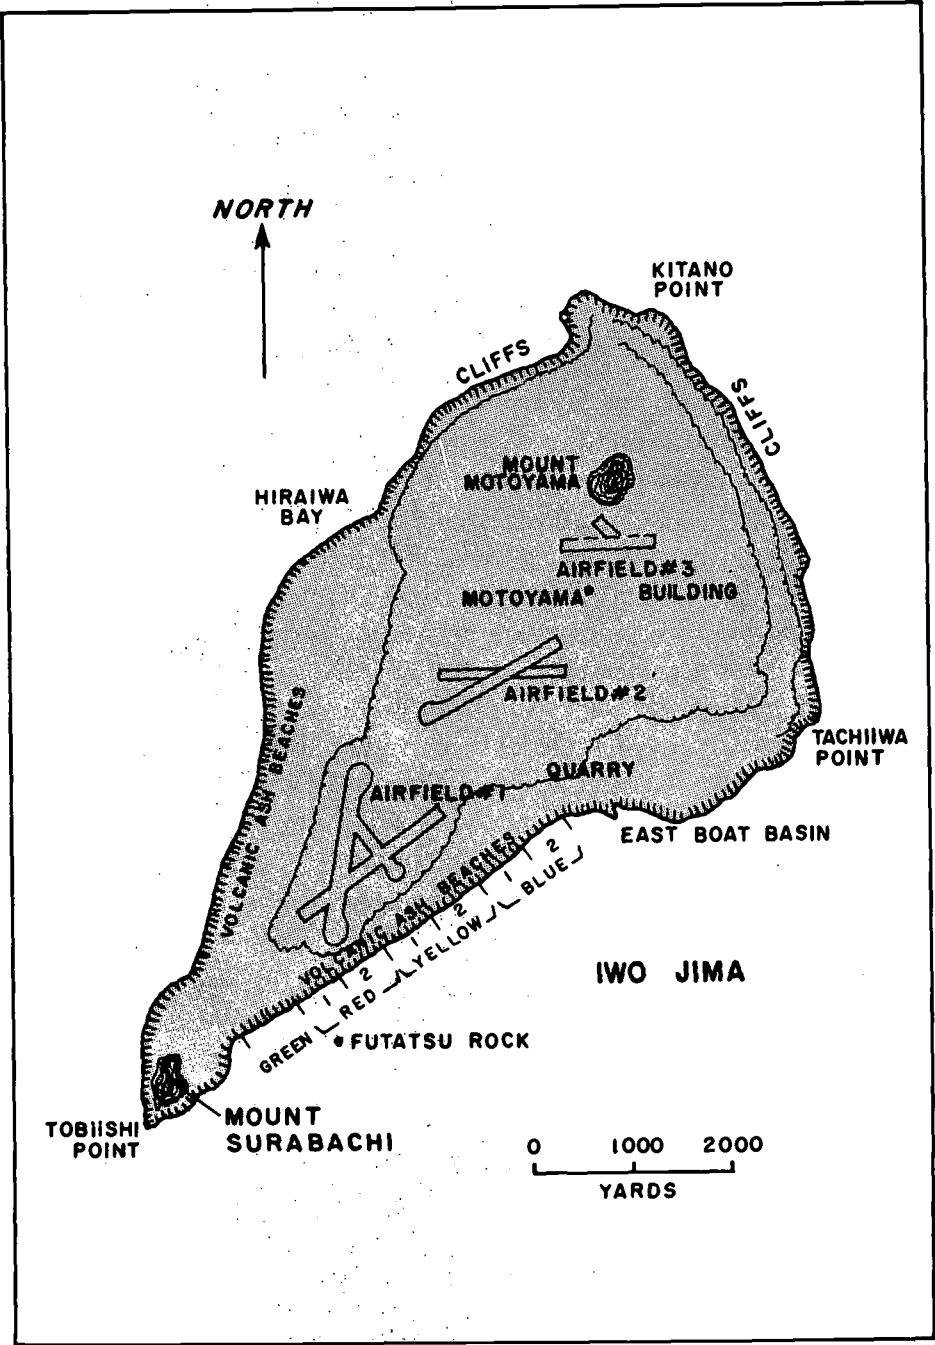 NORTH
KITANO
POINT
CLIFFS
CLIFFS
MOUNT
MOTOYAMA
HIRAIWA
BAY
AIRFIELD #3
BUILDING
MOTOYAMA
AIRFIELD #2
VOLCANIC ASH BEACHES
TACHIIWA
POINT
QUARRY
AIRFIELD #1
EAST BOAT BASIN
VOLCANIC ASH BEACHES
2
BLUE
1
2
YELLOW
1
2
RED
1
GREEN
IWO JIMA
FUTATSU ROCK
MOUNT
SURABACHI
TOBIISHI
POINT
0 1000 2000
YARDS